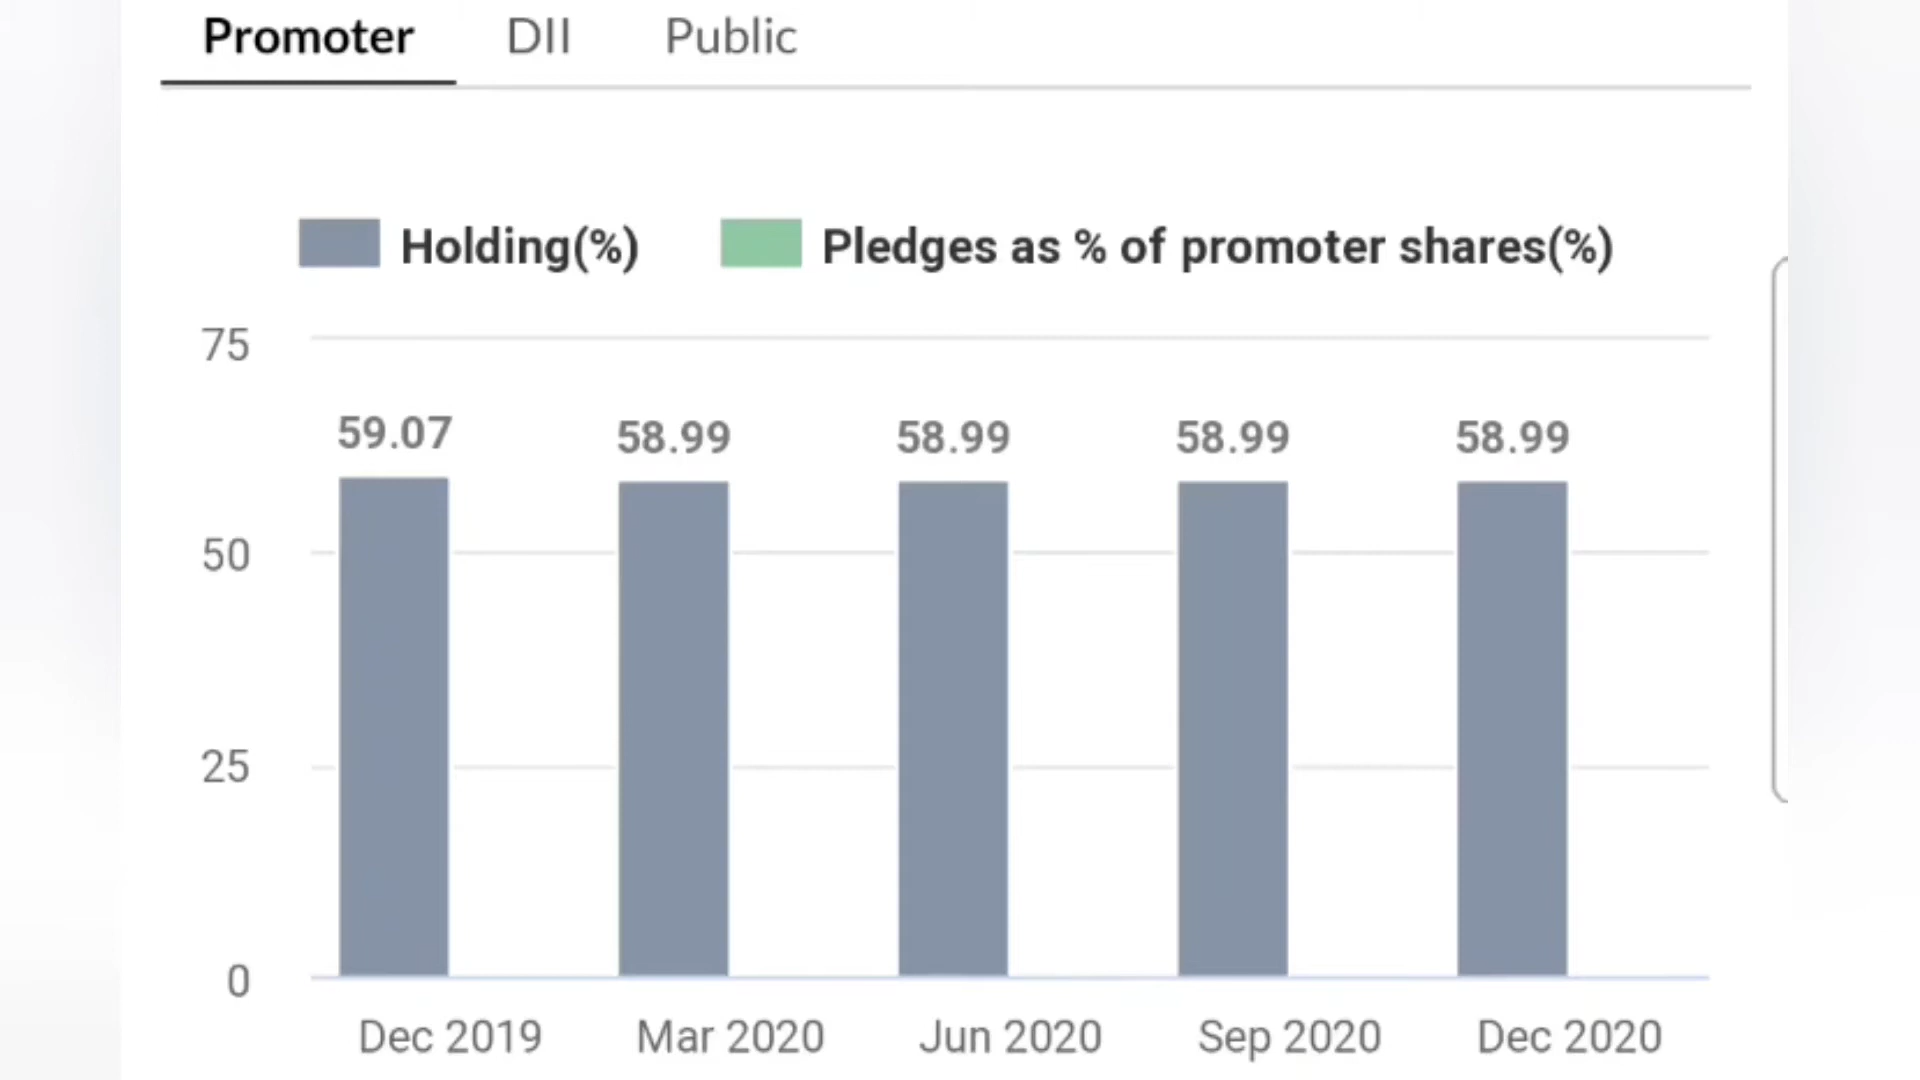 Promoter DII Public
Holding(%) Pledges as % of promoter shares(%)
75
59.07 58.99 58.99 58.99 58.99
50
25
0
Dec 2019 Mar 2020 Jun 2020 Sep 2020 Dec 2020